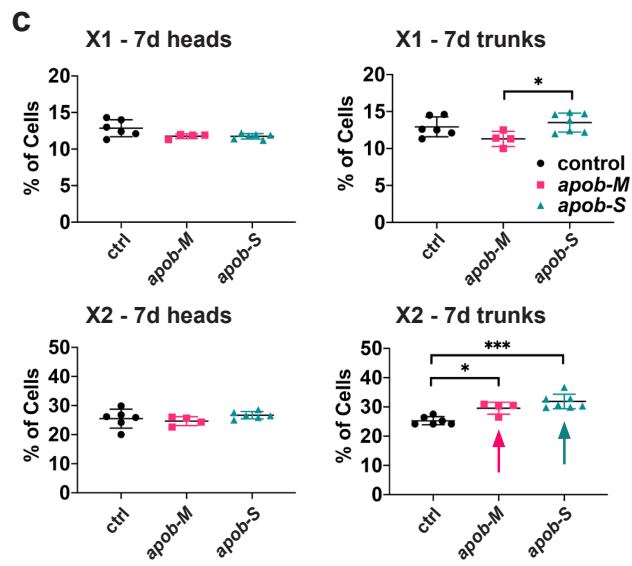 C
X1 - 7d heads
% of Cells
20
15
10
5
0
ctrl
apob-M
apob-S
X1 - 7d trunks
% of Cells
20
15
10
5
0
*
control
apob-M
apob-S
ctrl
apob-M
apob-S
X2 - 7d heads
% of Cells
50
40
30
20
10
0
ctrl
apob-M
apob-S
X2 - 7d trunks
% of Cells
50
40
30
20
10
0
***
*
ctrl
apob-M
apob-S